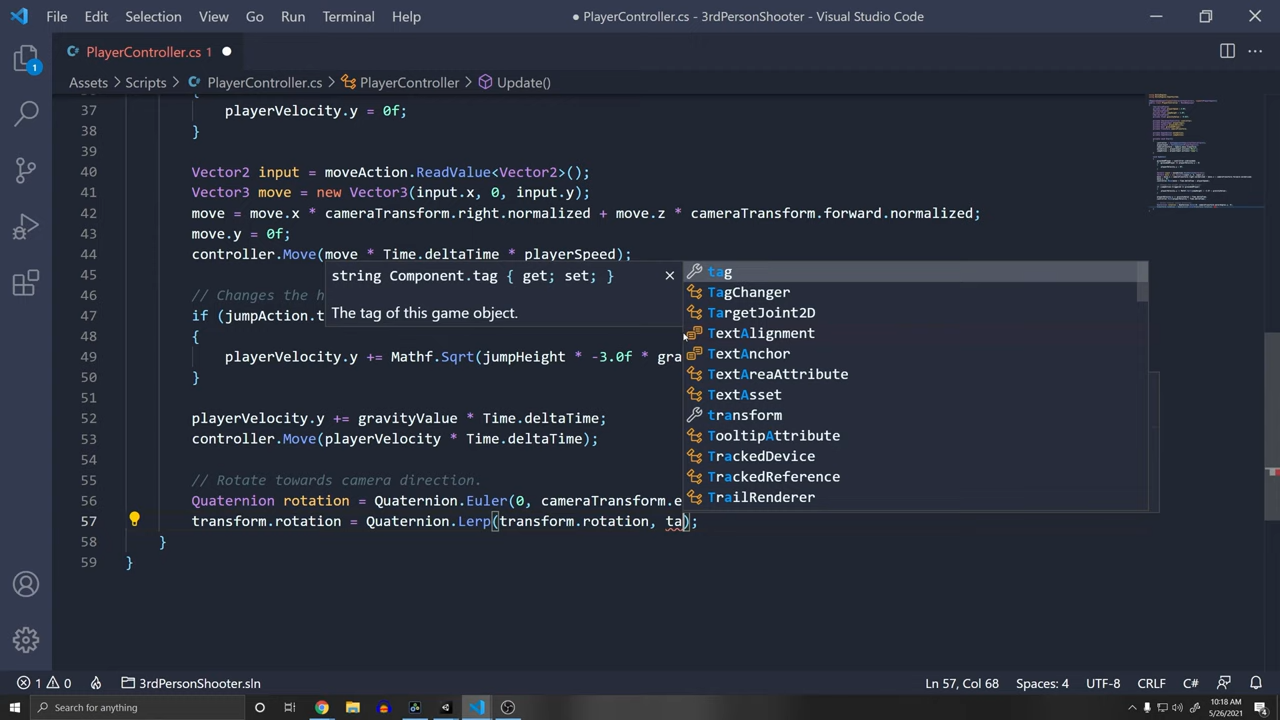 File Edit Selection View Go Run Terminal Help
● PlayerController.cs - 3rdPersonShooter - Visual Studio Code
PlayerController.cs 1
Assets > Scripts > PlayerController.cs > PlayerController > Update()
37 playerVelocity.y = 0f;
38 }
39
40 Vector2 input = moveAction.ReadValue<Vector2>();
41 Vector3 move = new Vector3(input.x, 0, input.y);
42 move = move.x * cameraTransform.right.normalized + move.z * cameraTransform.forward.normalized;
43 move.y = 0f;
44 controller.Move(move * Time.deltaTime * playerSpeed);
45
46 // Changes the h
47 if (jumpAction.t
48 {
49 playerVelocity.y += Mathf.Sqrt(jumpHeight * -3.0f * gra
50 }
51
52 playerVelocity.y += gravityValue * Time.deltaTime;
53 controller.Move(playerVelocity * Time.deltaTime);
54
55 // Rotate towards camera direction.
56 Quaternion rotation = Quaternion.Euler(0, cameraTransform.e
57 transform.rotation = Quaternion.Lerp(transform.rotation, ta);
58 }
59 }
string Component.tag { get; set; }
The tag of this game object.
tag
TagChanger
TargetJoint2D
TextAlignment
TextAnchor
TextAreaAttribute
TextAsset
transform
TooltipAttribute
TrackedDevice
TrackedReference
TrailRenderer
1
1 0 3rdPersonShooter.sln
Ln 57, Col 68 Spaces: 4 UTF-8 CRLF C#
Search for anything
10:18 AM
5/26/2021
4